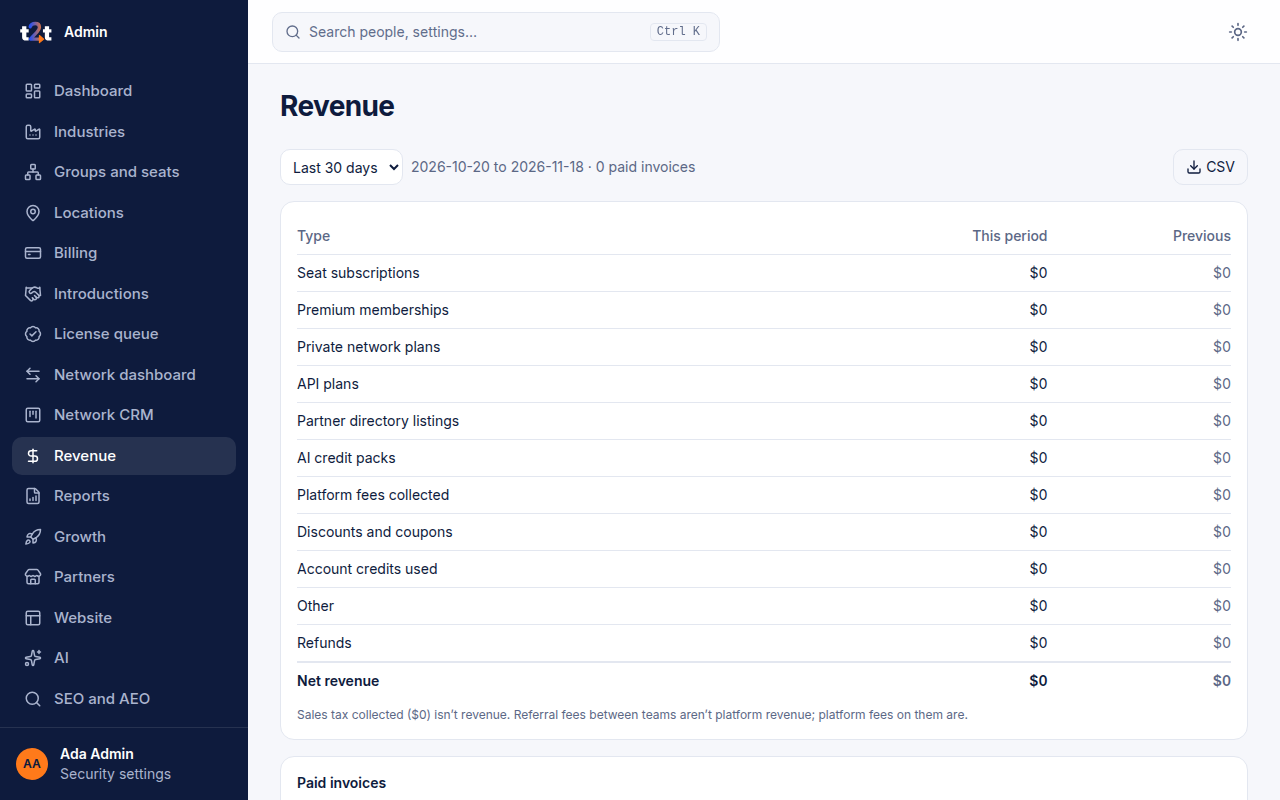 t2t Admin
Search people, settings...
Ctrl K
Dashboard
Industries
Groups and seats
Locations
Billing
Introductions
License queue
Network dashboard
Network CRM
Revenue
Reports
Growth
Partners
Website
AI
SEO and AEO
AA
Ada Admin
Security settings
Revenue
Last 30 days
2026-10-20 to 2026-11-18 · 0 paid invoices
CSV
Type This period Previous
Seat subscriptions $0 $0
Premium memberships $0 $0
Private network plans $0 $0
API plans $0 $0
Partner directory listings $0 $0
AI credit packs $0 $0
Platform fees collected $0 $0
Discounts and coupons $0 $0
Account credits used $0 $0
Other $0 $0
Refunds $0 $0
Net revenue $0 $0
Sales tax collected ($0) isn’t revenue. Referral fees between teams aren’t platform revenue; platform fees on them are.
Paid invoices